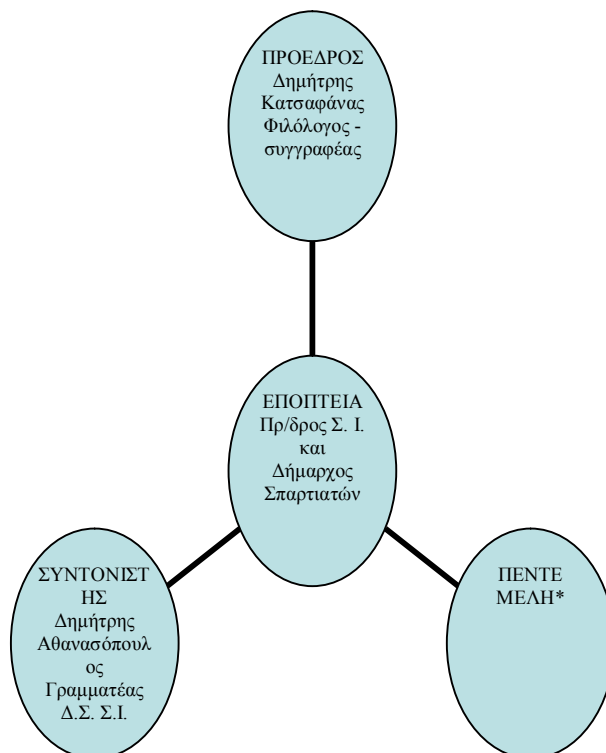 ΠΡΟΕΔΡΟΣ
Δημήτρης
Κατσαφάνας
Φιλόλογος -
συγγραφέας
ΕΠΟΠΤΕΙΑ
Πρ/δρος Σ. Ι.
και
Δήμαρχος
Σπαρτιατών
ΣΥΝΤΟΝΙΣΤ
ΗΣ
Δημήτρης
Αθανασόπουλ
ος
Γραμματέας
Δ.Σ. Σ.Ι.
ΠΕΝΤΕ
ΜΕΛΗ*